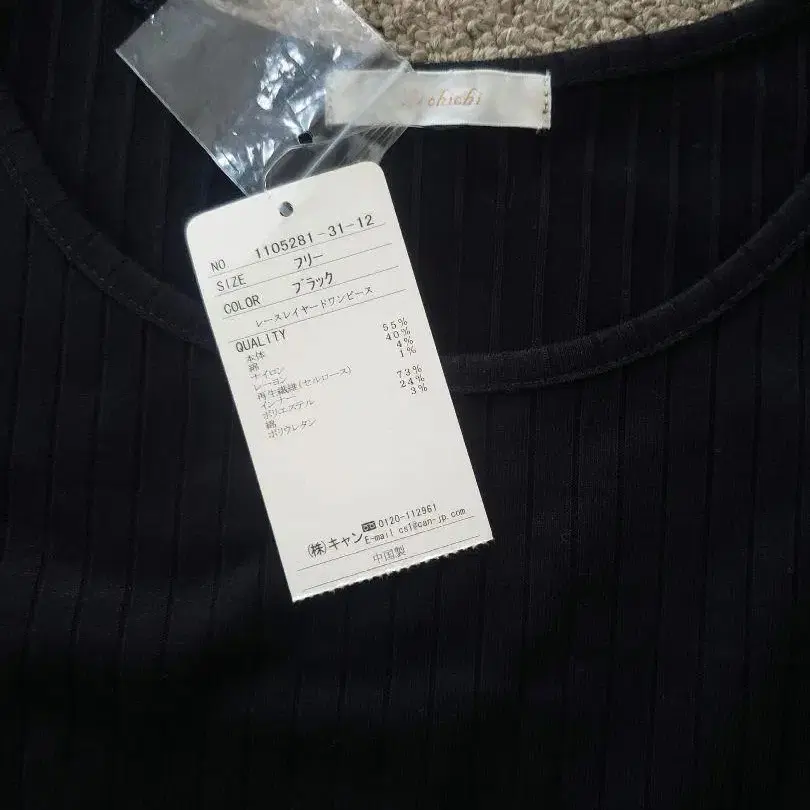 chichi
NO 1105281-31-12
SIZE フリー
COLOR ブラック
レースレイヤードワンピース
QUALITY
本体
綿 55%
ナイロン 40%
レーヨン 4%
再生繊維(セルロース) 1%
インナー
ポリエステル 73%
綿 24%
ポリウレタン 3%
(株)キャン 0120-112961
E-mail cs1@can-jp.com
中国製